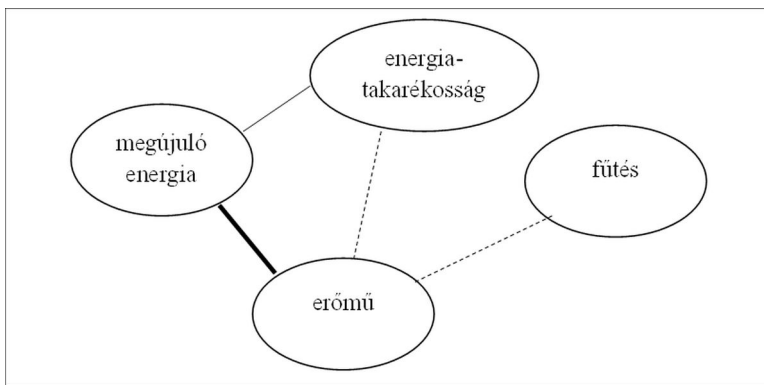 energia-
takarékosság
megújuló
energia
fűtés
erőmű